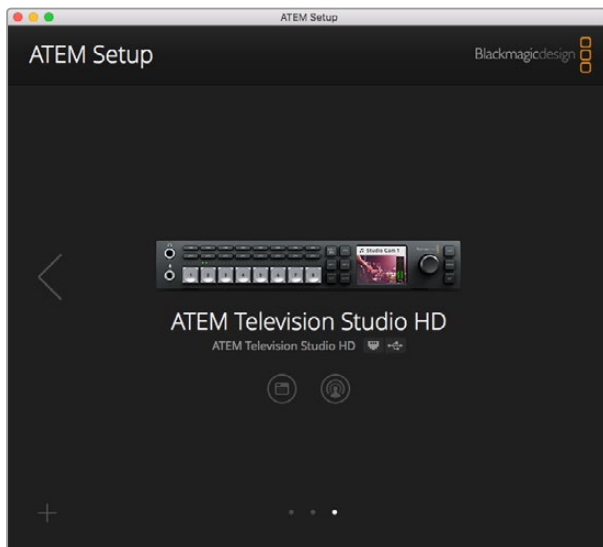 ATEM Setup
ATEM Setup
Blackmagicdesign
Studio Cam 1
ATEM Television Studio HD
ATEM Television Studio HD